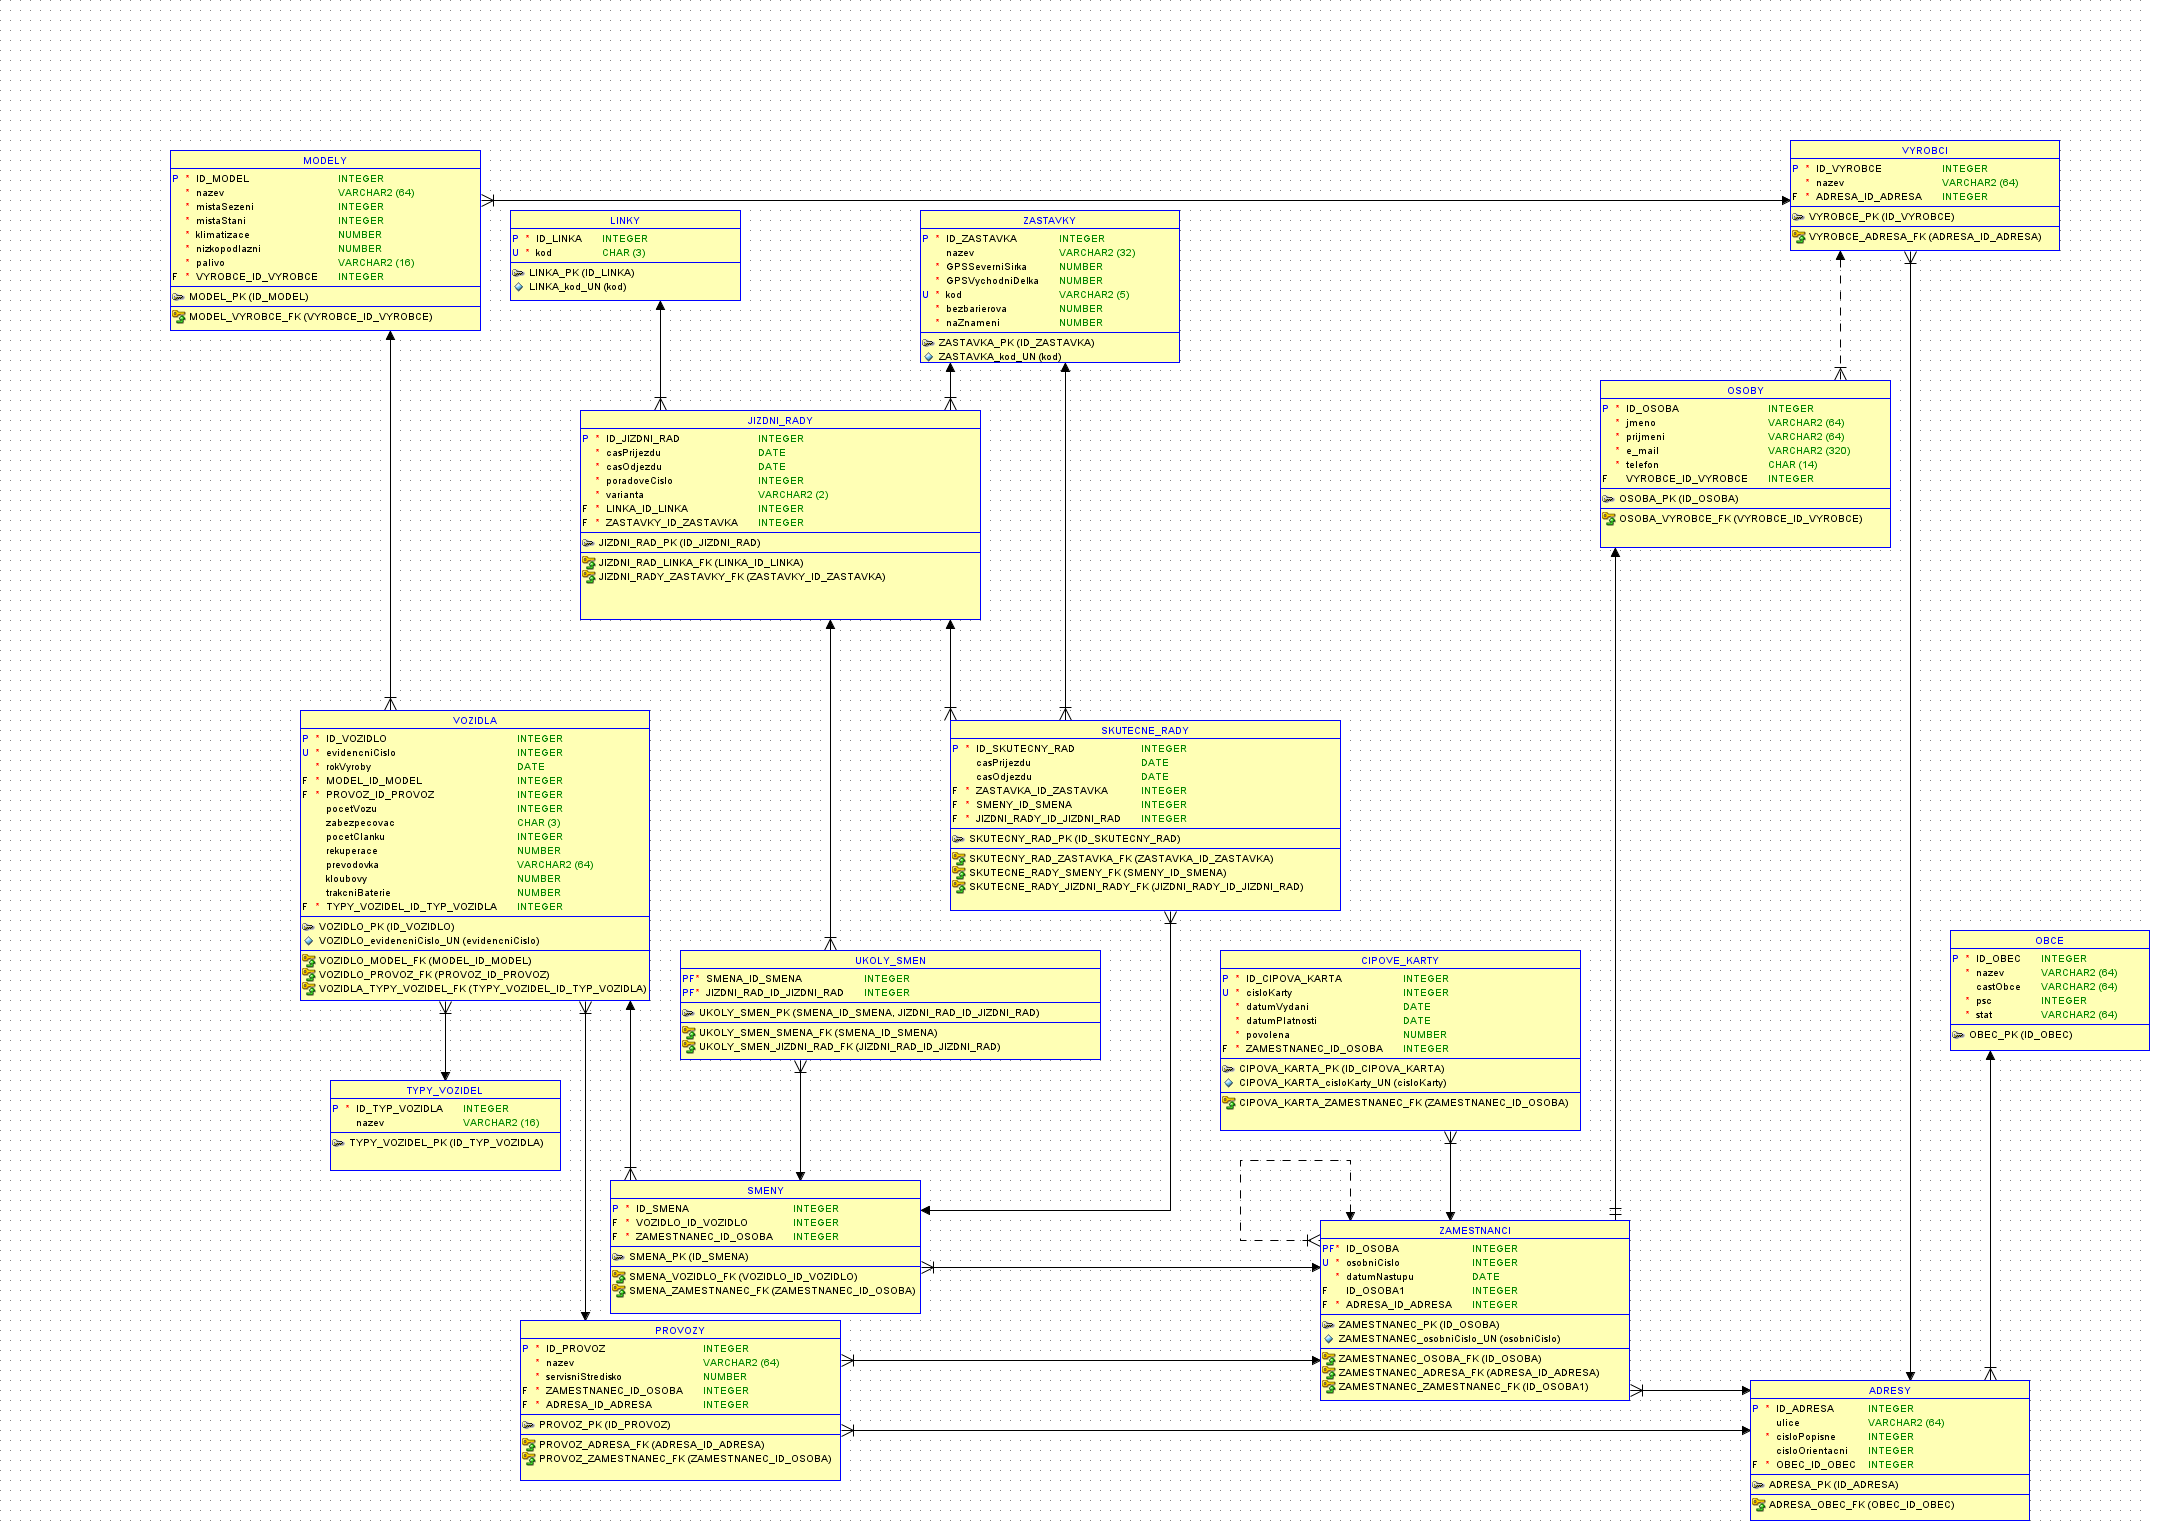 MODELY
P * ID_MODEL INTEGER
* nazev VARCHAR2 (64)
* mistaSezeni INTEGER
* mistaStani INTEGER
* klimatizace NUMBER
* nizkopodlazni NUMBER
* palivo VARCHAR2 (16)
F * VYROBCE_ID_VYROBCE INTEGER
MODEL_PK (ID_MODEL)
MODEL_VYROBCE_FK (VYROBCE_ID_VYROBCE)
LINKY
P * ID_LINKA INTEGER
U * kod CHAR (3)
LINKA_PK (ID_LINKA)
LINKA_kod_UN (kod)
ZASTAVKY
P * ID_ZASTAVKA INTEGER
nazev VARCHAR2 (32)
* GPSSeverniSirka NUMBER
* GPSVychodniDelka NUMBER
U * kod VARCHAR2 (5)
* bezbarierova NUMBER
* naZnameni NUMBER
ZASTAVKA_PK (ID_ZASTAVKA)
ZASTAVKA_kod_UN (kod)
VYROBCI
P * ID_VYROBCE INTEGER
* nazev VARCHAR2 (64)
F * ADRESA_ID_ADRESA INTEGER
VYROBCE_PK (ID_VYROBCE)
VYROBCE_ADRESA_FK (ADRESA_ID_ADRESA)
JIZDNI_RADY
P * ID_JIZDNI_RAD INTEGER
* casPrijezdu DATE
* casOdjezdu DATE
* poradoveCislo INTEGER
* varianta VARCHAR2 (2)
F * LINKA_ID_LINKA INTEGER
F * ZASTAVKY_ID_ZASTAVKA INTEGER
JIZDNI_RAD_PK (ID_JIZDNI_RAD)
JIZDNI_RAD_LINKA_FK (LINKA_ID_LINKA)
JIZDNI_RADY_ZASTAVKY_FK (ZASTAVKY_ID_ZASTAVKA)
OSOBY
P * ID_OSOBA INTEGER
* jmeno VARCHAR2 (64)
* prijmeni VARCHAR2 (64)
* e_mail VARCHAR2 (320)
* telefon CHAR (14)
F VYROBCE_ID_VYROBCE INTEGER
OSOBA_PK (ID_OSOBA)
OSOBA_VYROBCE_FK (VYROBCE_ID_VYROBCE)
VOZIDLA
P * ID_VOZIDLO INTEGER
U * evidencniCislo INTEGER
* rokVyroby DATE
F * MODEL_ID_MODEL INTEGER
F * PROVOZ_ID_PROVOZ INTEGER
pocetVozu INTEGER
zabezpecovac CHAR (3)
pocetClanku INTEGER
rekuperace NUMBER
prevodovka VARCHAR2 (64)
kloubovy NUMBER
trakcniBaterie NUMBER
F * TYPY_VOZIDEL_ID_TYP_VOZIDLA INTEGER
VOZIDLO_PK (ID_VOZIDLO)
VOZIDLO_evidencniCislo_UN (evidencniCislo)
VOZIDLO_MODEL_FK (MODEL_ID_MODEL)
VOZIDLO_PROVOZ_FK (PROVOZ_ID_PROVOZ)
VOZIDLA_TYPY_VOZIDEL_FK (TYPY_VOZIDEL_ID_TYP_VOZIDLA)
SKUTECNE_RADY
P * ID_SKUTECNY_RAD INTEGER
casPrijezdu DATE
casOdjezdu DATE
F * ZASTAVKA_ID_ZASTAVKA INTEGER
F * SMENY_ID_SMENA INTEGER
F * JIZDNI_RADY_ID_JIZDNI_RAD INTEGER
SKUTECNY_RAD_PK (ID_SKUTECNY_RAD)
SKUTECNY_RAD_ZASTAVKA_FK (ZASTAVKA_ID_ZASTAVKA)
SKUTECNE_RADY_SMENY_FK (SMENY_ID_SMENA)
SKUTECNE_RADY_JIZDNI_RADY_FK (JIZDNI_RADY_ID_JIZDNI_RAD)
UKOLY_SMEN
PF* SMENA_ID_SMENA INTEGER
PF* JIZDNI_RAD_ID_JIZDNI_RAD INTEGER
UKOLY_SMEN_PK (SMENA_ID_SMENA, JIZDNI_RAD_ID_JIZDNI_RAD)
UKOLY_SMEN_SMENA_FK (SMENA_ID_SMENA)
UKOLY_SMEN_JIZDNI_RAD_FK (JIZDNI_RAD_ID_JIZDNI_RAD)
CIPOVE_KARTY
P * ID_CIPOVA_KARTA INTEGER
U * cisloKarty INTEGER
* datumVydani DATE
* datumPlatnosti DATE
* povolena NUMBER
F * ZAMESTNANEC_ID_OSOBA INTEGER
CIPOVA_KARTA_PK (ID_CIPOVA_KARTA)
CIPOVA_KARTA_cisloKarty_UN (cisloKarty)
CIPOVA_KARTA_ZAMESTNANEC_FK (ZAMESTNANEC_ID_OSOBA)
OBCE
P * ID_OBEC INTEGER
* nazev VARCHAR2 (64)
castObce VARCHAR2 (64)
* psc INTEGER
* stat VARCHAR2 (64)
OBEC_PK (ID_OBEC)
TYPY_VOZIDEL
P * ID_TYP_VOZIDLA INTEGER
nazev VARCHAR2 (16)
TYPY_VOZIDEL_PK (ID_TYP_VOZIDLA)
SMENY
P * ID_SMENA INTEGER
F * VOZIDLO_ID_VOZIDLO INTEGER
F * ZAMESTNANEC_ID_OSOBA INTEGER
SMENA_PK (ID_SMENA)
SMENA_VOZIDLO_FK (VOZIDLO_ID_VOZIDLO)
SMENA_ZAMESTNANEC_FK (ZAMESTNANEC_ID_OSOBA)
ZAMESTNANCI
PF* ID_OSOBA INTEGER
U * osobniCislo INTEGER
* datumNastupu DATE
F ID_OSOBA1 INTEGER
F * ADRESA_ID_ADRESA INTEGER
ZAMESTNANEC_PK (ID_OSOBA)
ZAMESTNANEC_osobniCislo_UN (osobniCislo)
ZAMESTNANEC_OSOBA_FK (ID_OSOBA)
ZAMESTNANEC_ADRESA_FK (ADRESA_ID_ADRESA)
ZAMESTNANEC_ZAMESTNANEC_FK (ID_OSOBA1)
PROVOZY
P * ID_PROVOZ INTEGER
* nazev VARCHAR2 (64)
* servisniStredisko NUMBER
F * ZAMESTNANEC_ID_OSOBA INTEGER
F * ADRESA_ID_ADRESA INTEGER
PROVOZ_PK (ID_PROVOZ)
PROVOZ_ADRESA_FK (ADRESA_ID_ADRESA)
PROVOZ_ZAMESTNANEC_FK (ZAMESTNANEC_ID_OSOBA)
ADRESY
P * ID_ADRESA INTEGER
ulice VARCHAR2 (64)
* cisloPopisne INTEGER
cisloOrientacni INTEGER
F * OBEC_ID_OBEC INTEGER
ADRESA_PK (ID_ADRESA)
ADRESA_OBEC_FK (OBEC_ID_OBEC)